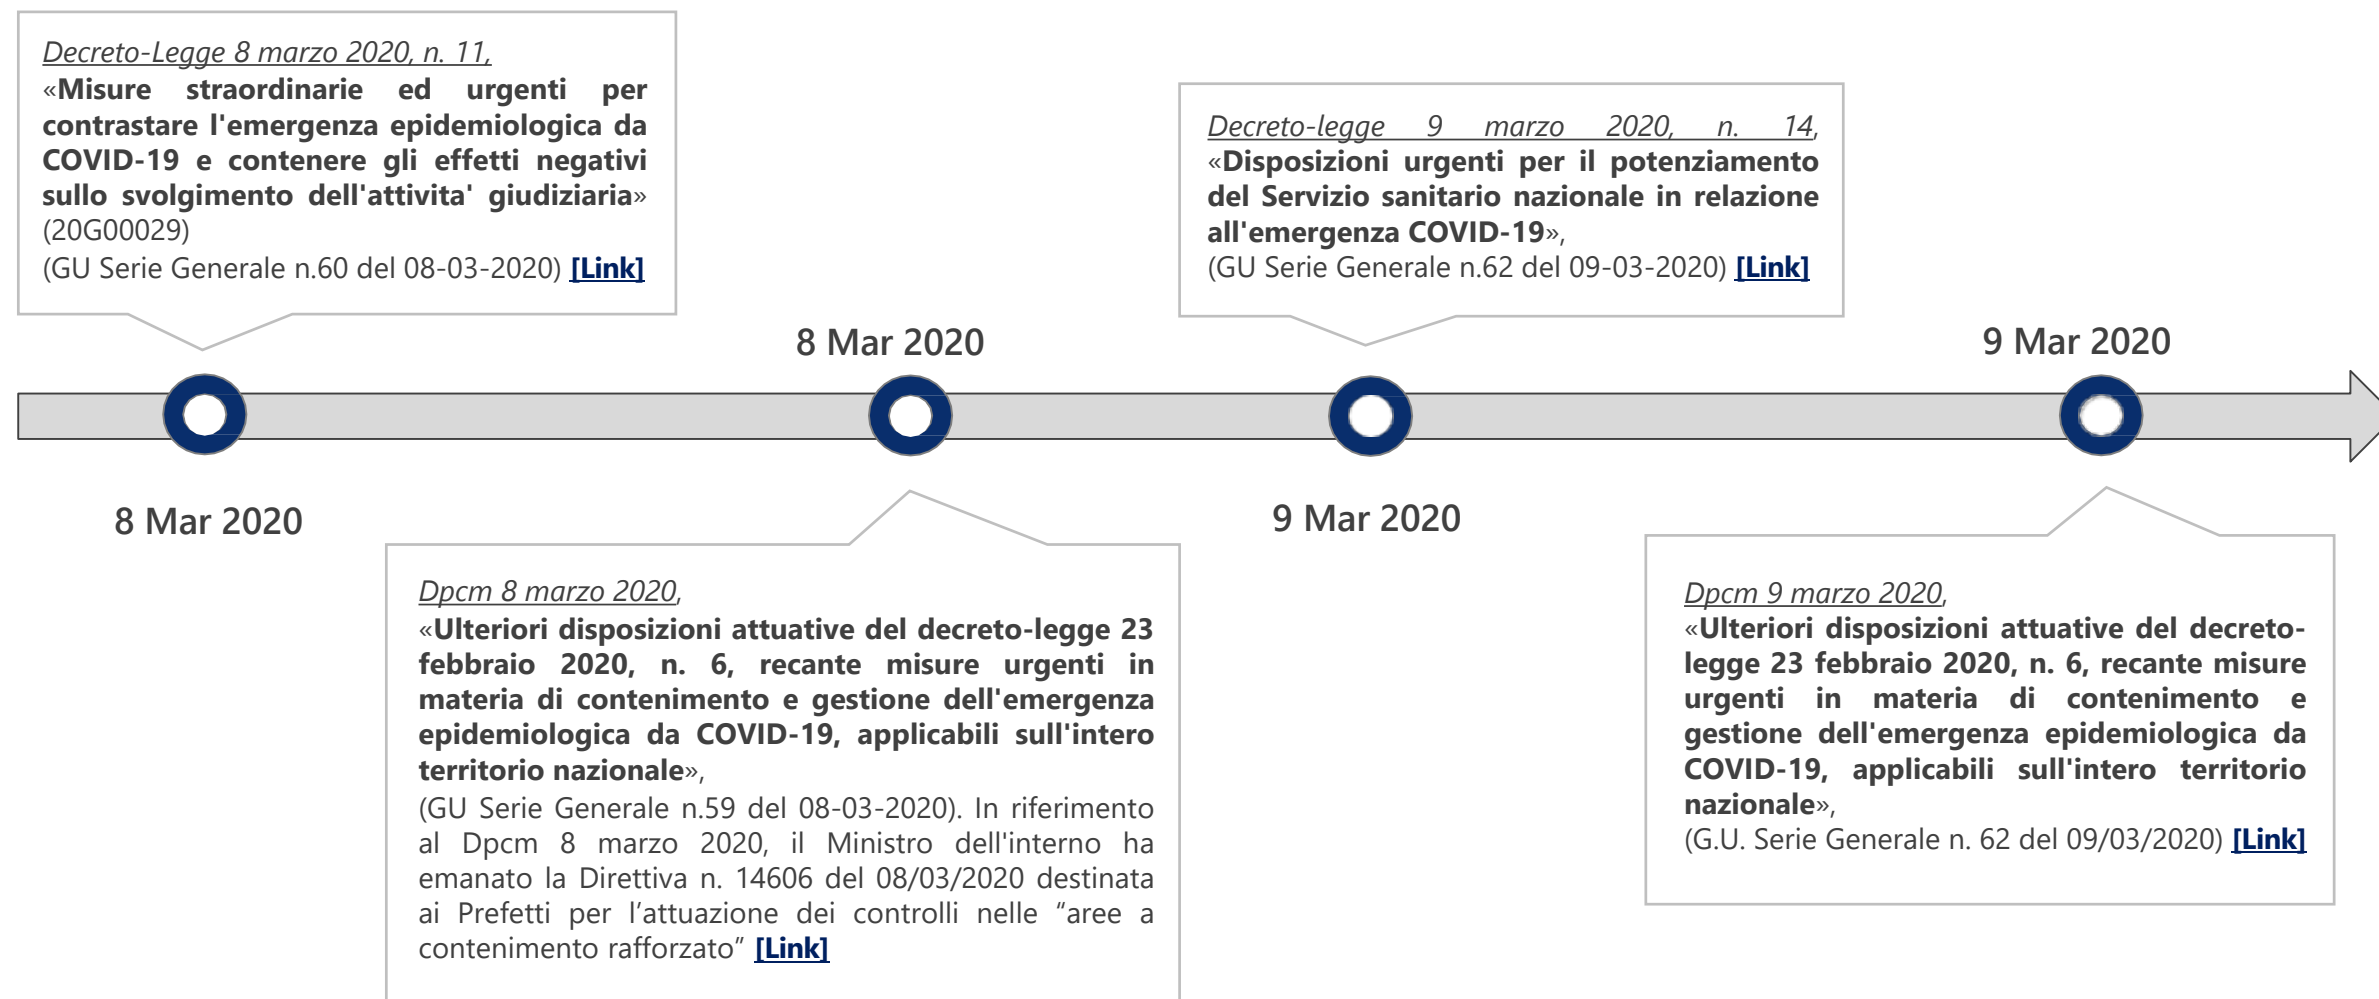 Decreto-Legge 8 marzo 2020, n. 11,
«Misure straordinarie ed urgenti per
contrastare l'emergenza epidemiologica da
COVID-19 e contenere gli effetti negativi
sullo svolgimento dell'attivita' giudiziaria»
(20G00029)
(GU Serie Generale n.60 del 08-03-2020) [Link]
8 Mar 2020
8 Mar 2020
Dpcm 8 marzo 2020,
«Ulteriori disposizioni attuative del decreto-legge 23
febbraio 2020, n. 6, recante misure urgenti in
materia di contenimento e gestione dell'emergenza
epidemiologica da COVID-19, applicabili sull'intero
territorio nazionale»,
(GU Serie Generale n.59 del 08-03-2020). In riferimento
al Dpcm 8 marzo 2020, il Ministro dell'interno ha
emanato la Direttiva n. 14606 del 08/03/2020 destinata
ai Prefetti per l’attuazione dei controlli nelle “aree a
contenimento rafforzato” [Link]
Decreto-legge 9 marzo 2020, n. 14,
«Disposizioni urgenti per il potenziamento
del Servizio sanitario nazionale in relazione
all'emergenza COVID-19»,
(GU Serie Generale n.62 del 09-03-2020) [Link]
9 Mar 2020
9 Mar 2020
Dpcm 9 marzo 2020,
«Ulteriori disposizioni attuative del decreto-
legge 23 febbraio 2020, n. 6, recante misure
urgenti in materia di contenimento e
gestione dell'emergenza epidemiologica da
COVID-19, applicabili sull'intero territorio
nazionale»,
(G.U. Serie Generale n. 62 del 09/03/2020) [Link]